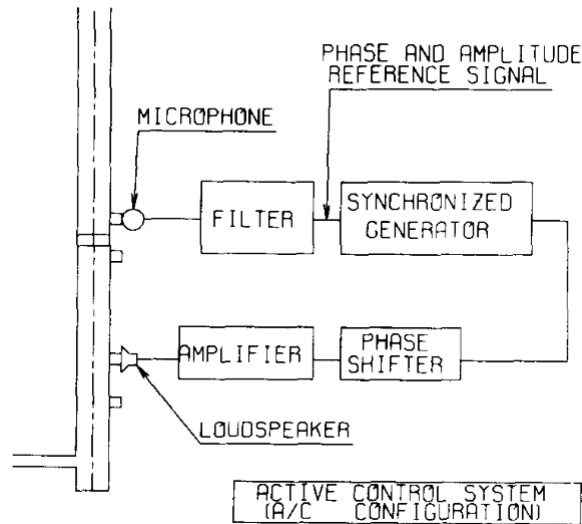 PHASE AND AMPLITUDE
REFERENCE SIGNAL
MICROPHONE
FILTER
SYNCHRONIZED
GENERATOR
AMPLIFIER
PHASE
SHIFTER
LOUDSPEAKER
ACTIVE CONTROL SYSTEM
(A/C CONFIGURATION)